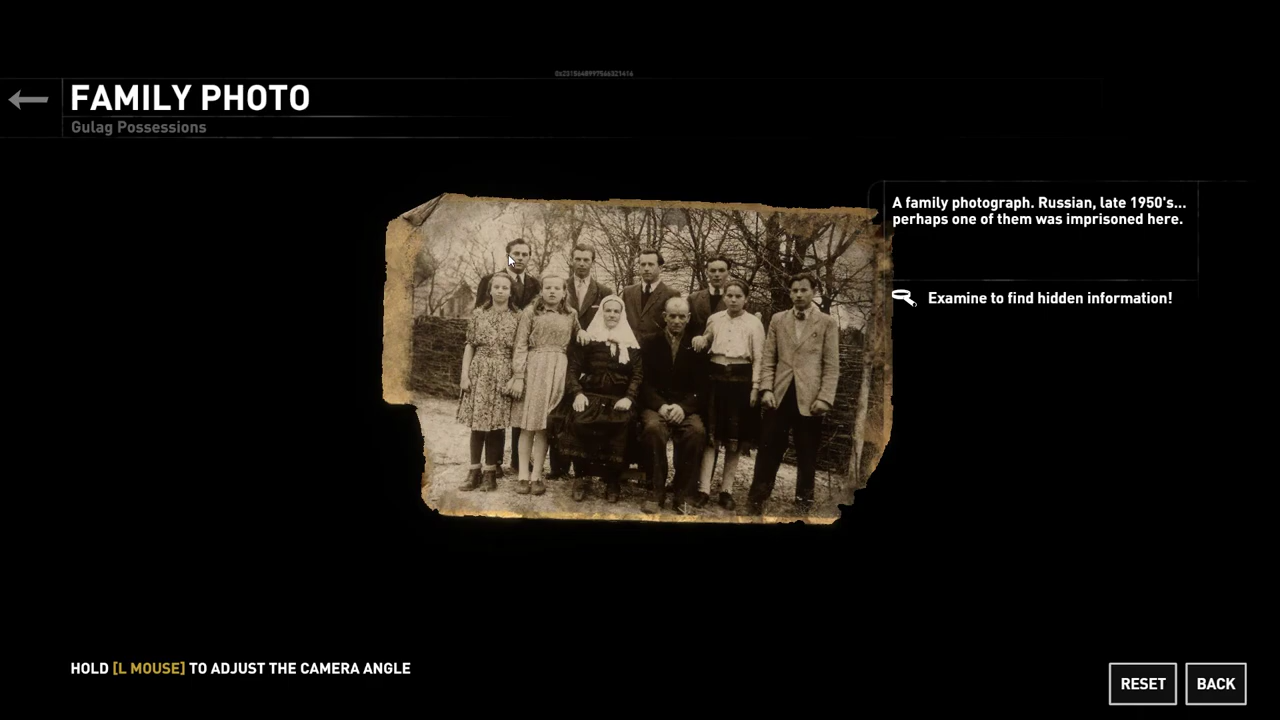 FAMILY PHOTO
Gulag Possessions
A family photograph. Russian, late 1950's...
perhaps one of them was imprisoned here.
Examine to find hidden information!
HOLD [L MOUSE] TO ADJUST THE CAMERA ANGLE
RESET
BACK